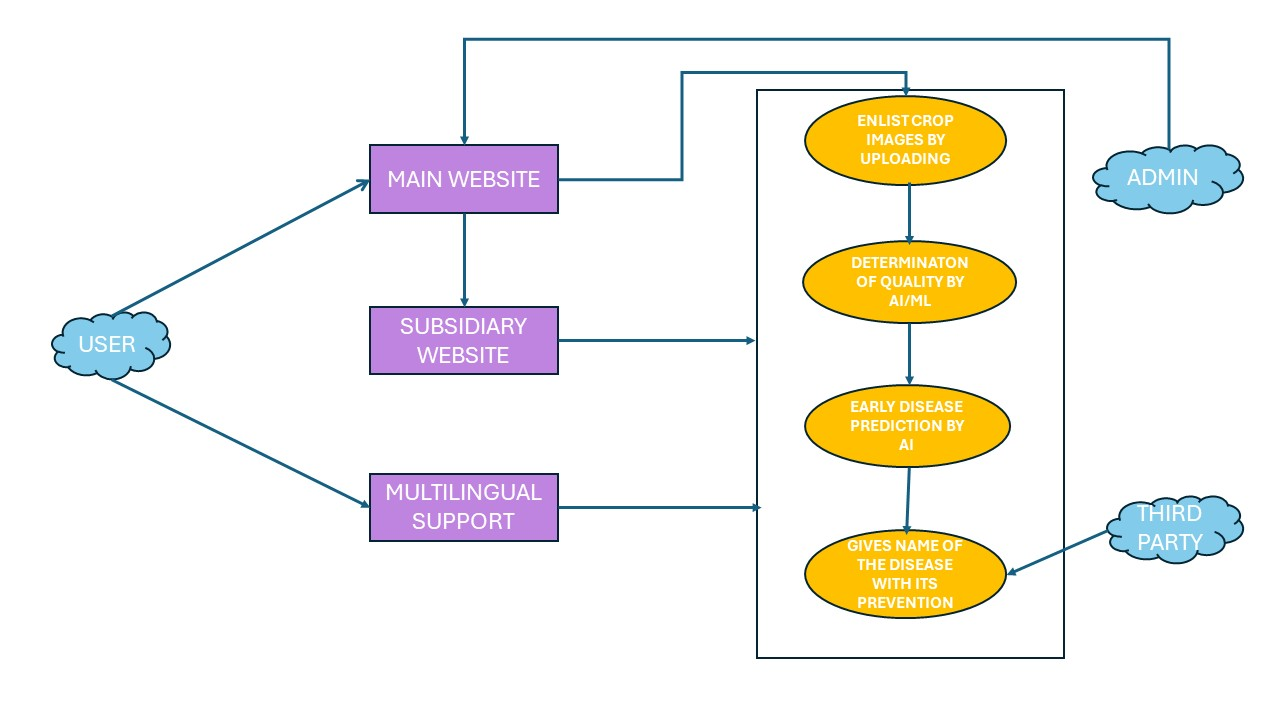 ENLIST CROP
IMAGES BY
UPLOADING
MAIN WEBSITE
ADMIN
DETERMINATON
OF QUALITY BY
AI/ML
SUBSIDIARY
WEBSITE
USER
EARLY DISEASE
PREDICTION BY
AI
MULTILINGUAL
SUPPORT
THIRD
PARTY
GIVES NAME OF
THE DISEASE
WITH ITS
PREVENTION